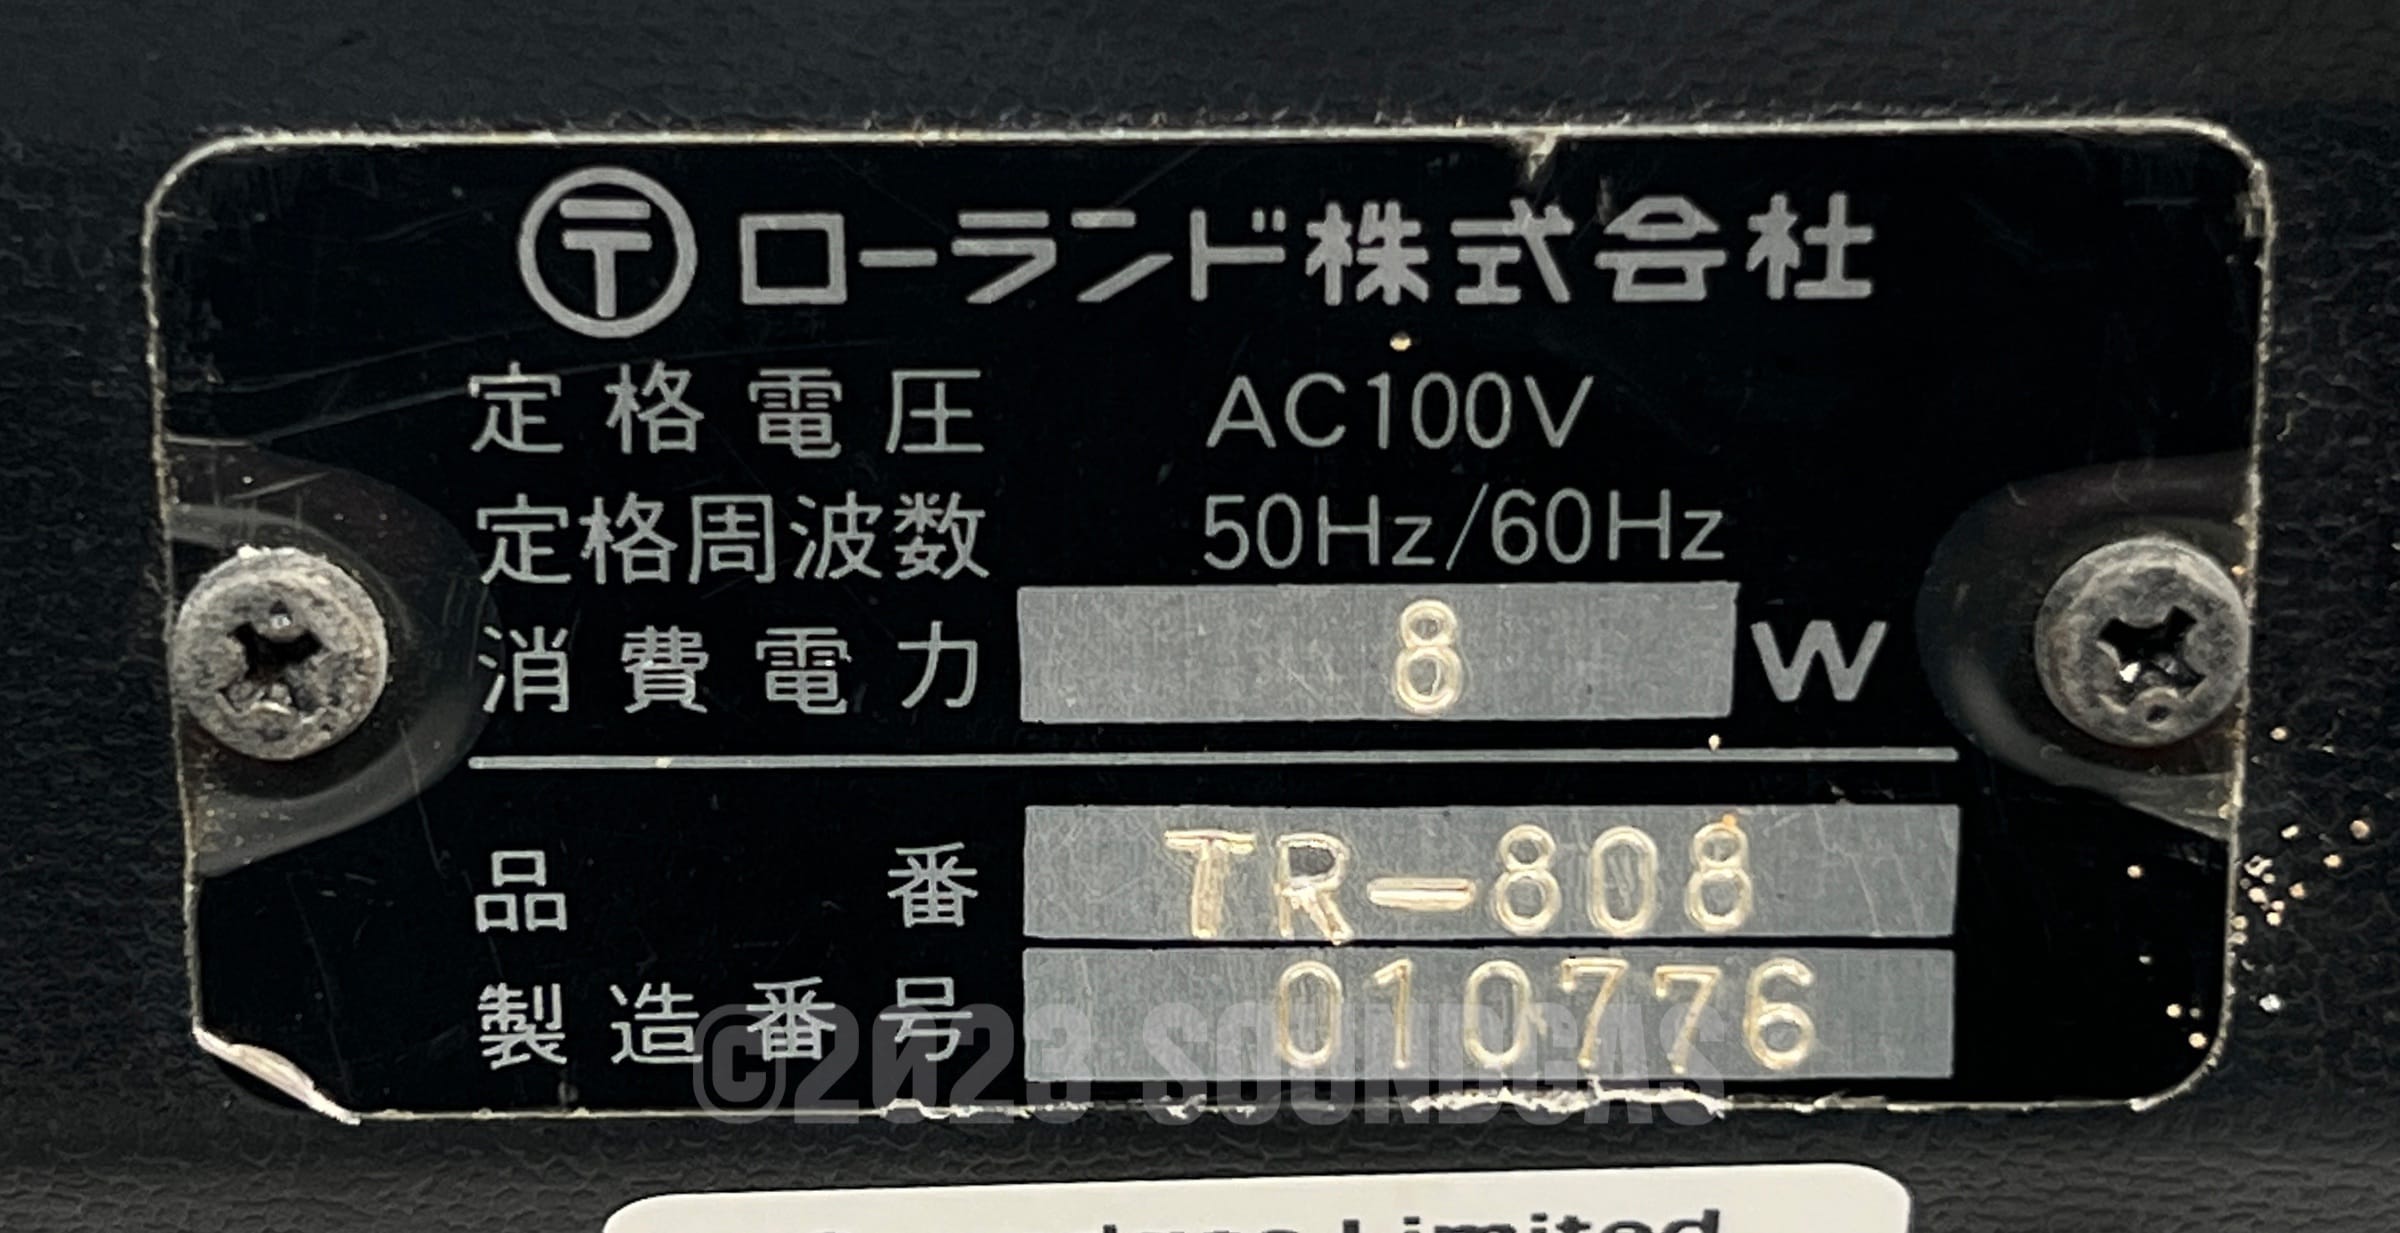 〶 ローランド株式会社
定格電圧 AC100V
定格周波数 50Hz/60Hz
消費電力 8 W
品番 TR-808
製造番号 010776
©2023 SOUNDGAS
Limited